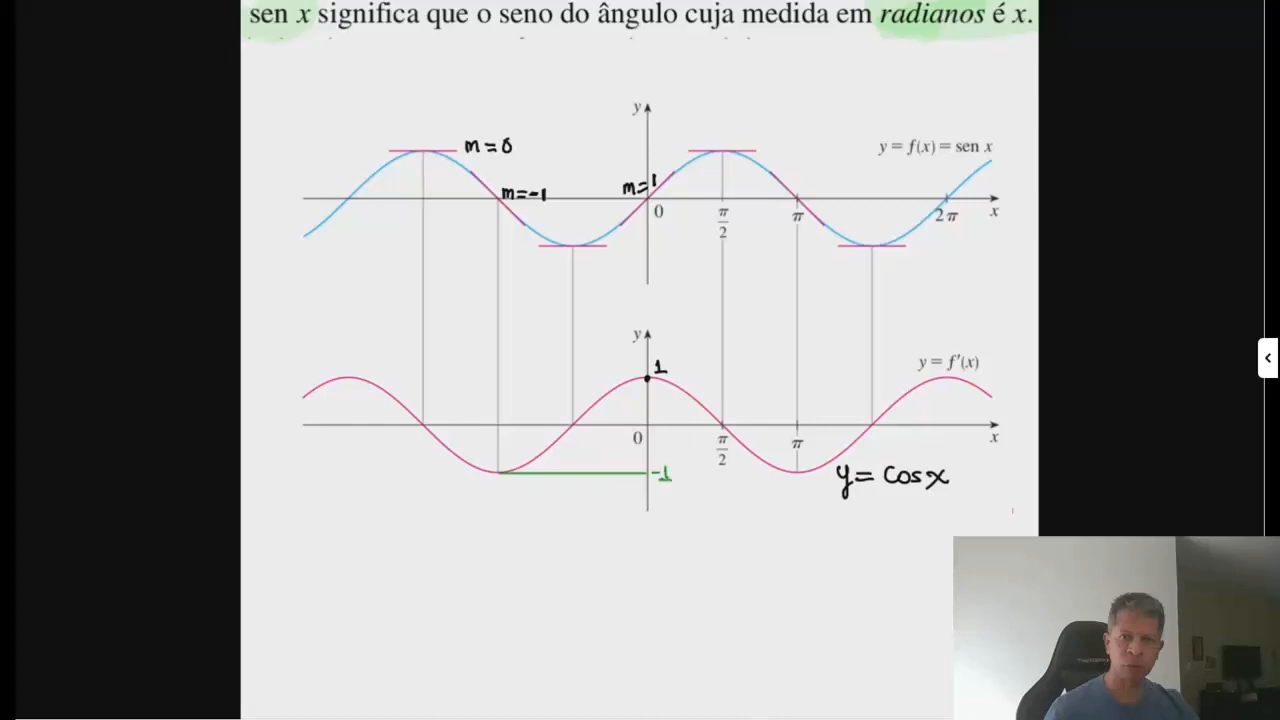 sen x significa que o seno do ângulo cuja medida em radianos é x.
y
y = f(x) = sen x
m = 0
m = -1
m = 1
0
π/2
π
2π
x
y
y = f'(x)
1
0
π/2
π
x
-1
y = cos x